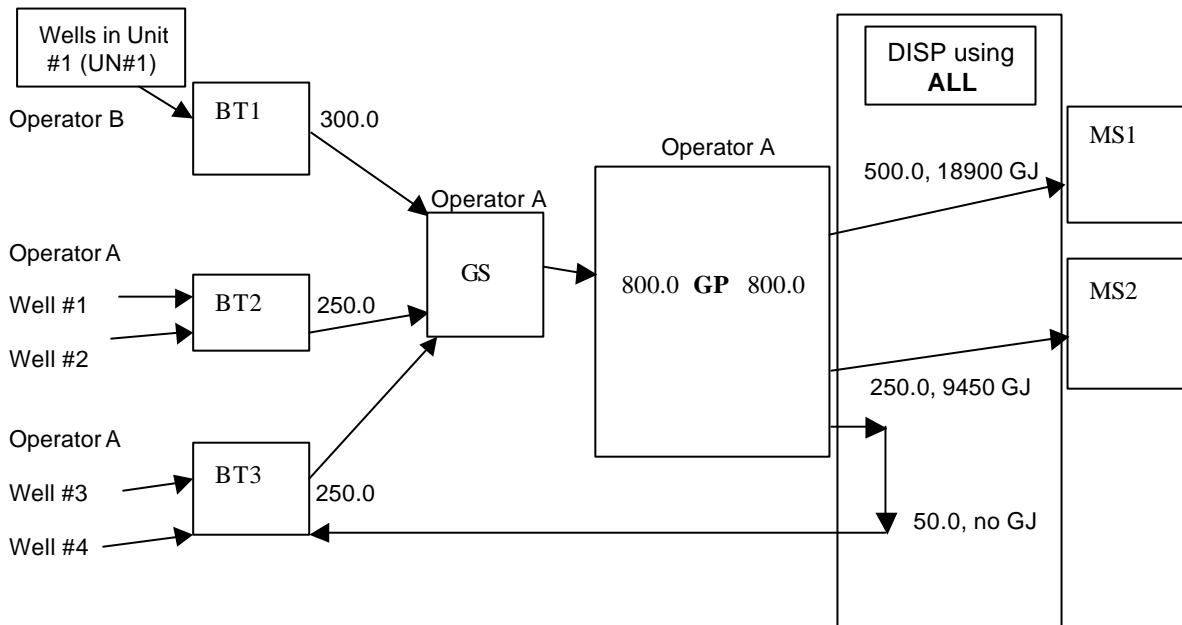 Wells in Unit
#1 (UN#1)
DISP using
ALL
Operator B
BT1
300.0
Operator A
MS1
500.0, 18900 GJ
Operator A
Operator A
GS
800.0 GP 800.0
Well #1
BT2
250.0
MS2
Well #2
250.0, 9450 GJ
Operator A
BT3
Well #3
250.0
50.0, no GJ
Well #4